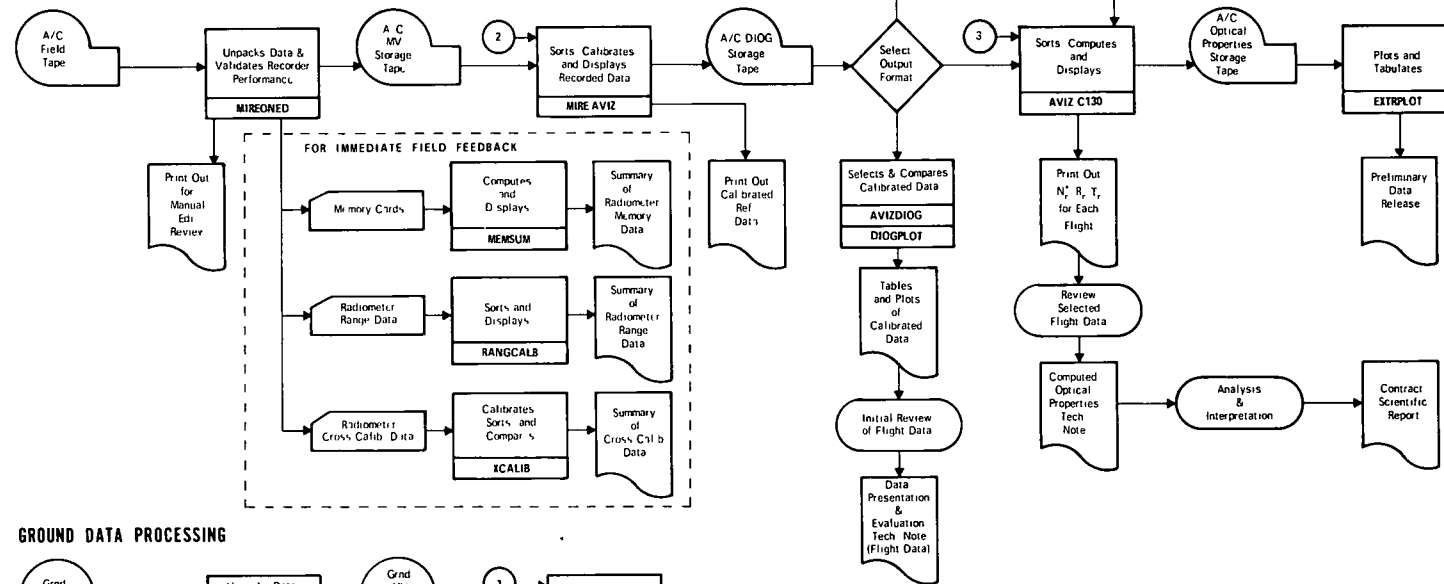 A/C
Field
Tape
Unpacks Data &
Validates Recorder
Performance
MIREONED
A C
MV
Storage
Tape
2
Sorts Calibrates
and Displays
Recorded Data
MIRE AVIZ
A/C DIOG
Storage
Tape
Select
Output
Format
3
Sorts Computes
and
Displays
AVIZ C130
A/C
Optical
Properties
Storage
Tape
Plots and
Tabulates
EXTRPLOT
Print Out
for
Manual
Edi
Review
FOR IMMEDIATE FIELD FEEDBACK
Memory Cards
Computes
and
Displays
MEMSUM
Summary
of
Radiometer
Memory
Data
Print Out
Calibrated
Ref
Data
Selects & Compares
Calibrated Data
AVIZDIOG
DIOGPLOT
Print Out
N*r Rr Tr
for Each
Flight
Preliminary
Data
Release
Radiometer
Range Data
Sorts and
Displays
RANGCALB
Summary
of
Radiometer
Range
Data
Tables
and Plots
of
Calibrated
Data
Review
Selected
Flight Data
Radiometer
Cross Calib Data
Calibrates
Sorts and
Compares
XCALIB
Summary
of
Cross Calib
Data
Initial Review
of Flight Data
Computed
Optical
Properties
Tech
Note
Analysis
&
Interpretation
Contract
Scientific
Report
Data
Presentation
&
Evaluation
Tech Note
(Flight Data)
GROUND DATA PROCESSING
Grnd
Grnd